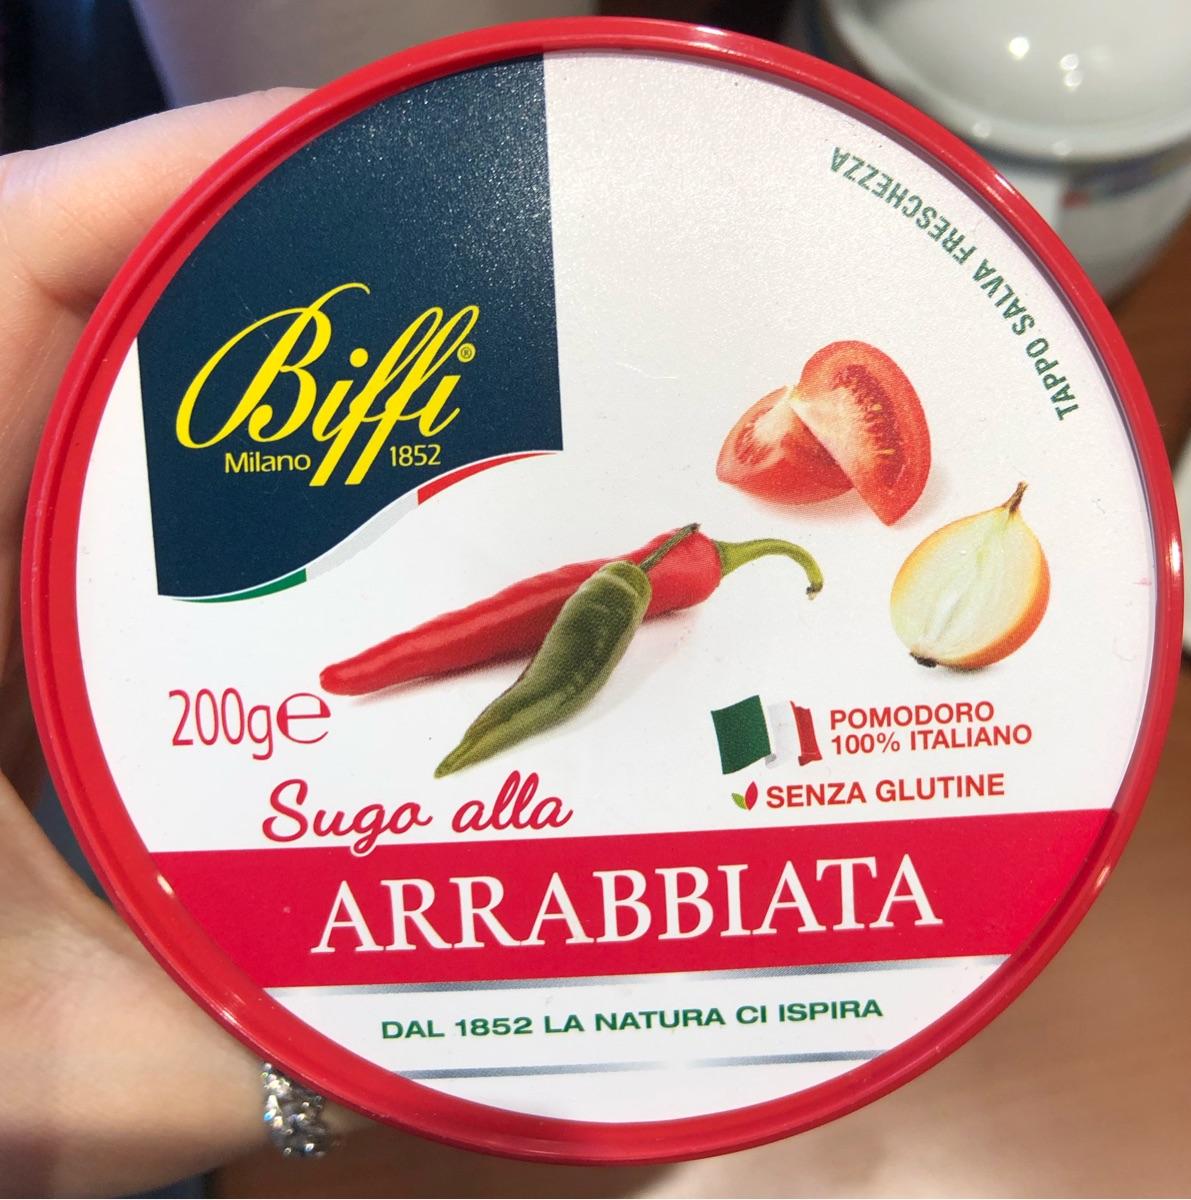 TAPPO SALVA FRESCHEZZA
Biffi®
Milano 1852
200g℮
POMODORO
100% ITALIANO
SENZA GLUTINE
Sugo alla
ARRABBIATA
DAL 1852 LA NATURA CI ISPIRA